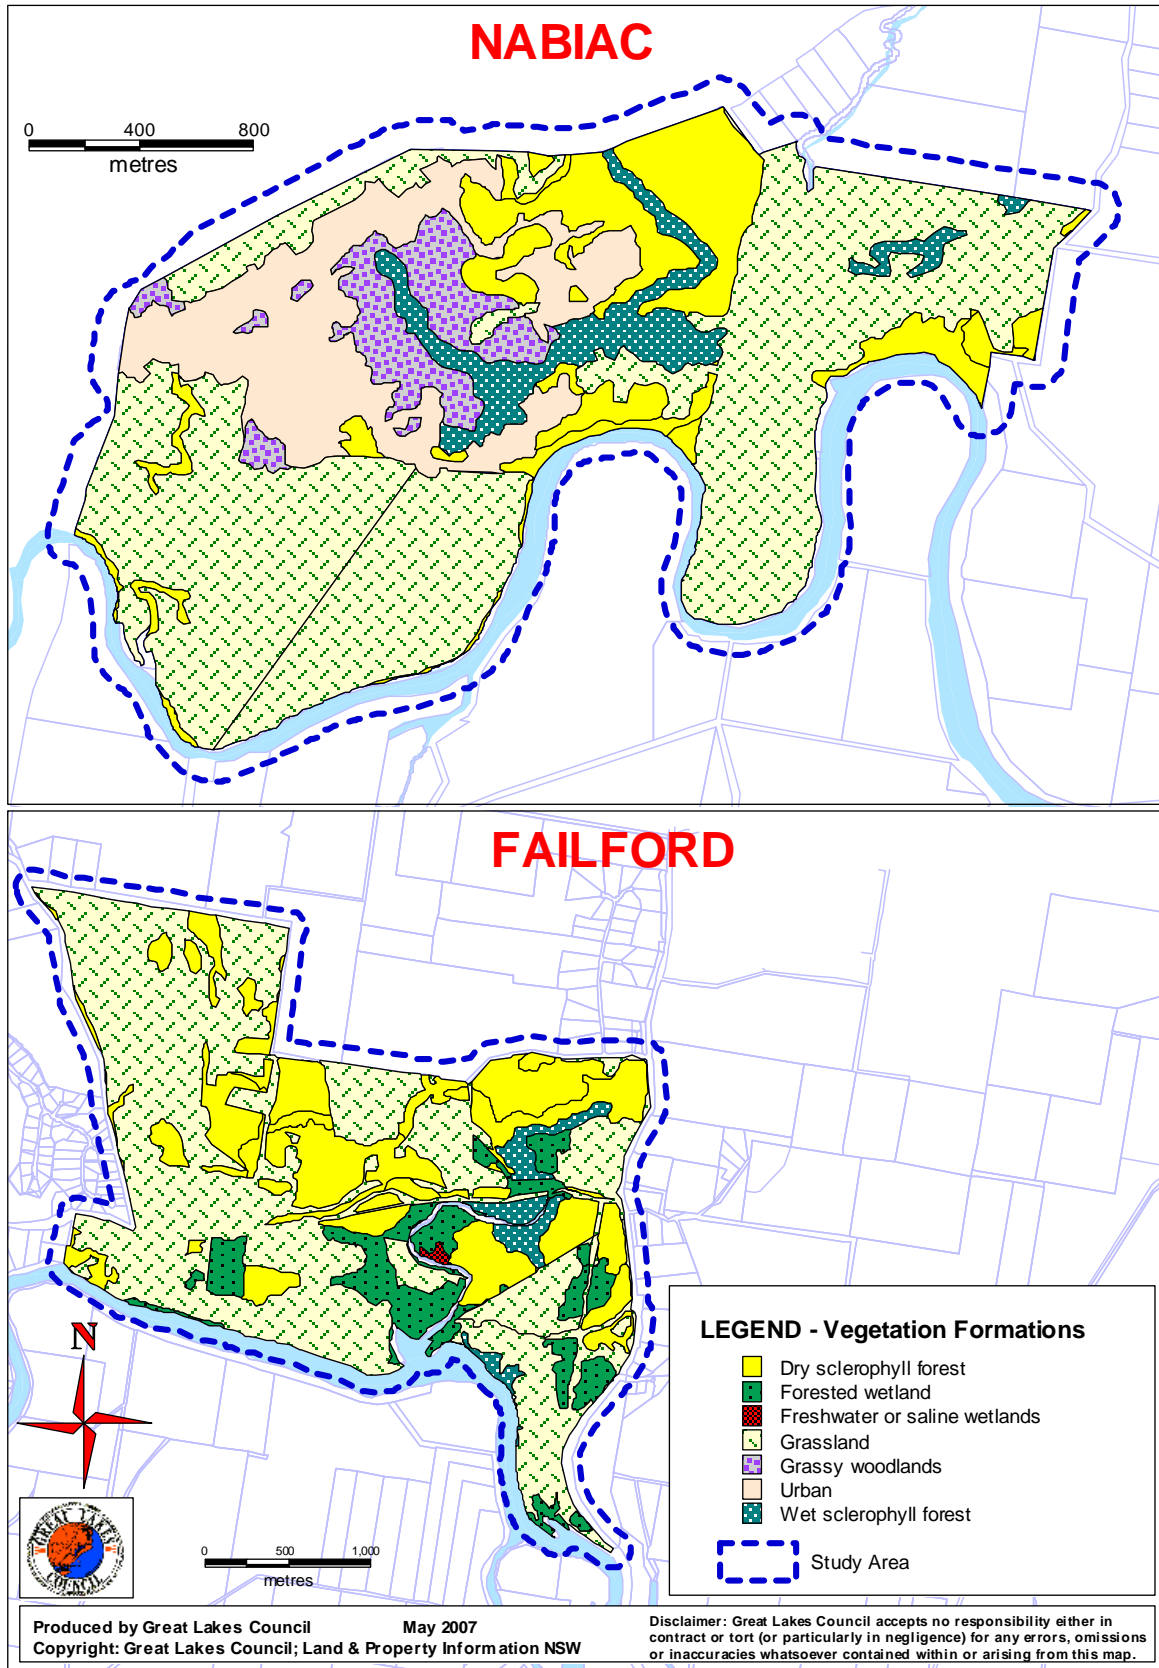 NABIAC
0 400 800
metres
FAILFORD
LEGEND - Vegetation Formations
Dry sclerophyll forest
Forested wetland
Freshwater or saline wetlands
Grassland
Grassy woodlands
Urban
Wet sclerophyll forest
Study Area
N
GREAT LAKES
COUNCIL
0 500 1,000
metres
Produced by Great Lakes Council May 2007
Copyright: Great Lakes Council; Land & Property Information NSW
Disclaimer: Great Lakes Council accepts no responsibility either in
contract or tort (or particularly in negligence) for any errors, omissions
or inaccuracies whatsoever contained within or arising from this map.